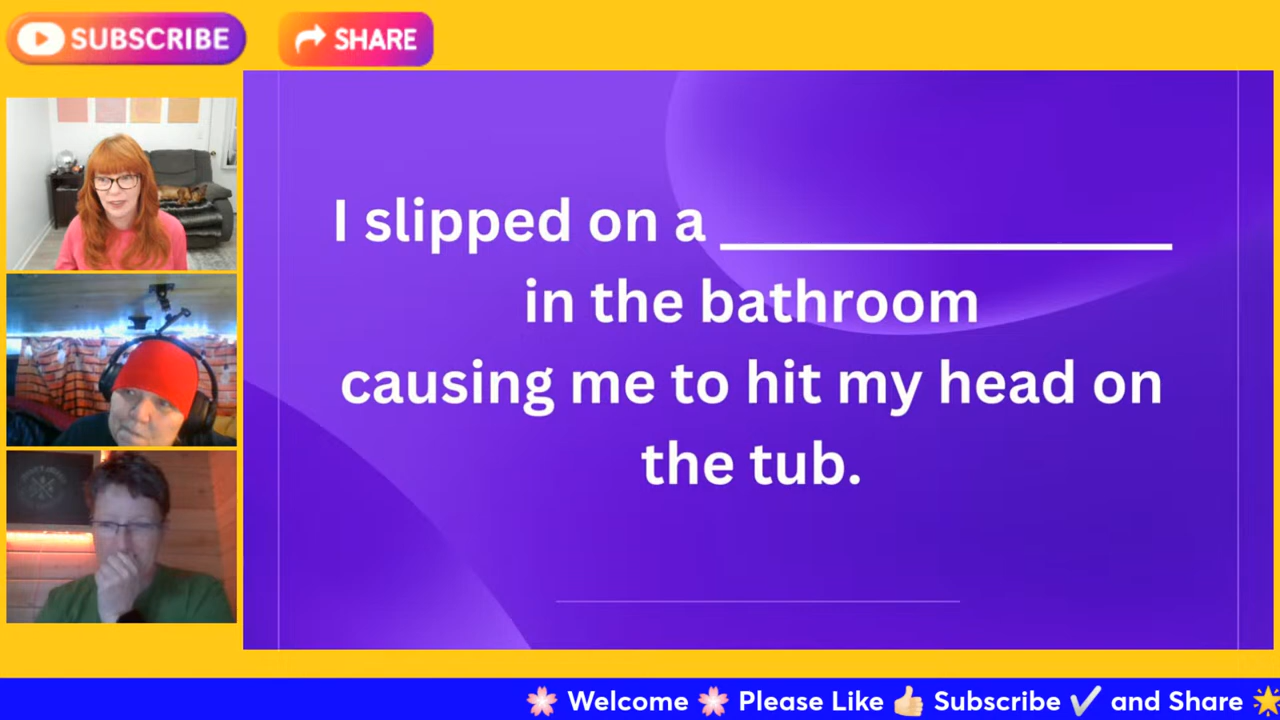 SUBSCRIBE
SHARE
I slipped on a _______________
in the bathroom
causing me to hit my head on
the tub.
🌸 Welcome 🌸 Please Like 👍🏻 Subscribe ✔️ and Share 🌟